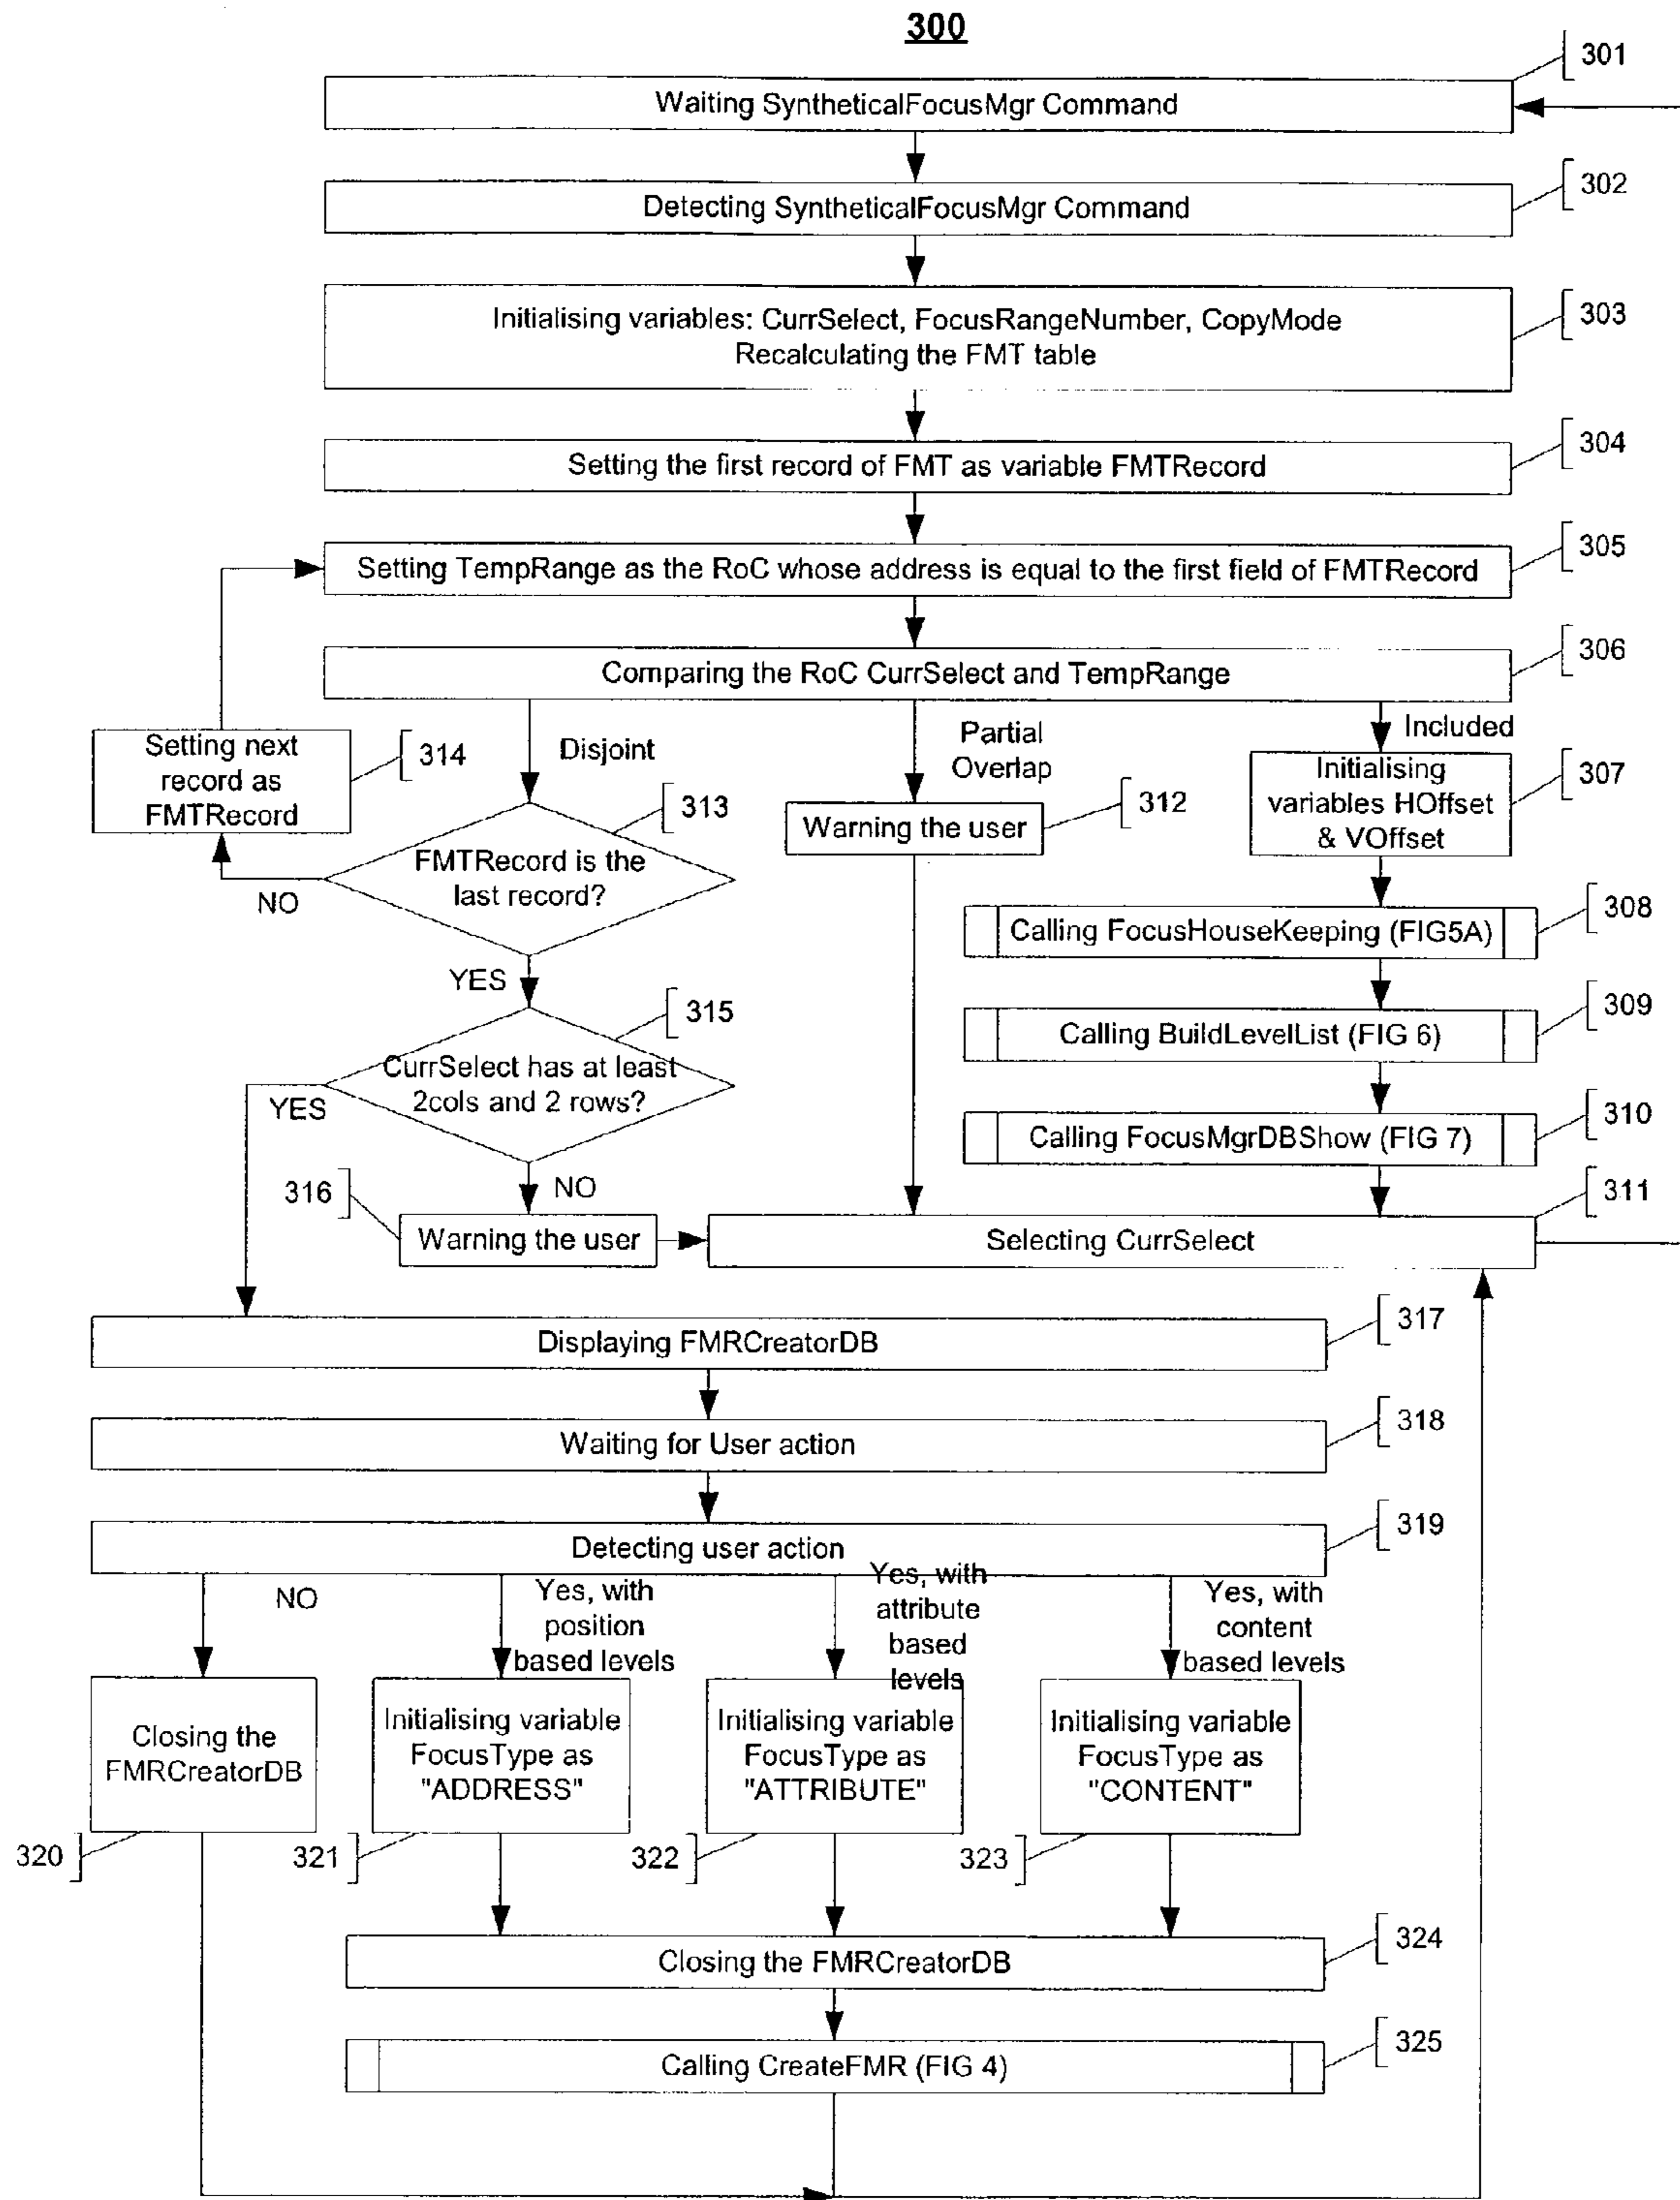 300
301
Waiting SyntheticalFocusMgr Command
302
Detecting SyntheticalFocusMgr Command
303
Initialising variables: CurrSelect, FocusRangeNumber, CopyMode
Recalculating the FMT table
304
Setting the first record of FMT as variable FMTRecord
305
Setting TempRange as the RoC whose address is equal to the first field of FMTRecord
306
Comparing the RoC CurrSelect and TempRange
Disjoint
Partial
Overlap
Included
Setting next
record as
FMTRecord
314
313
FMTRecord is the
last record?
NO
YES
Warning the user
312
Initialising
variables HOffset
& VOffset
307
Calling FocusHouseKeeping (FIG5A)
308
Calling BuildLevelList (FIG 6)
309
Calling FocusMgrDBShow (FIG 7)
310
315
CurrSelect has at least
2cols and 2 rows?
YES
NO
316
Warning the user
311
Selecting CurrSelect
317
Displaying FMRCreatorDB
318
Waiting for User action
319
Detecting user action
NO
Yes, with
position
based levels
Yes, with
attribute
based
levels
Yes, with
content
based levels
Closing the
FMRCreatorDB
Initialising variable
FocusType as
"ADDRESS"
Initialising variable
FocusType as
"ATTRIBUTE"
Initialising variable
FocusType as
"CONTENT"
320
321
322
323
324
Closing the FMRCreatorDB
325
Calling CreateFMR (FIG 4)